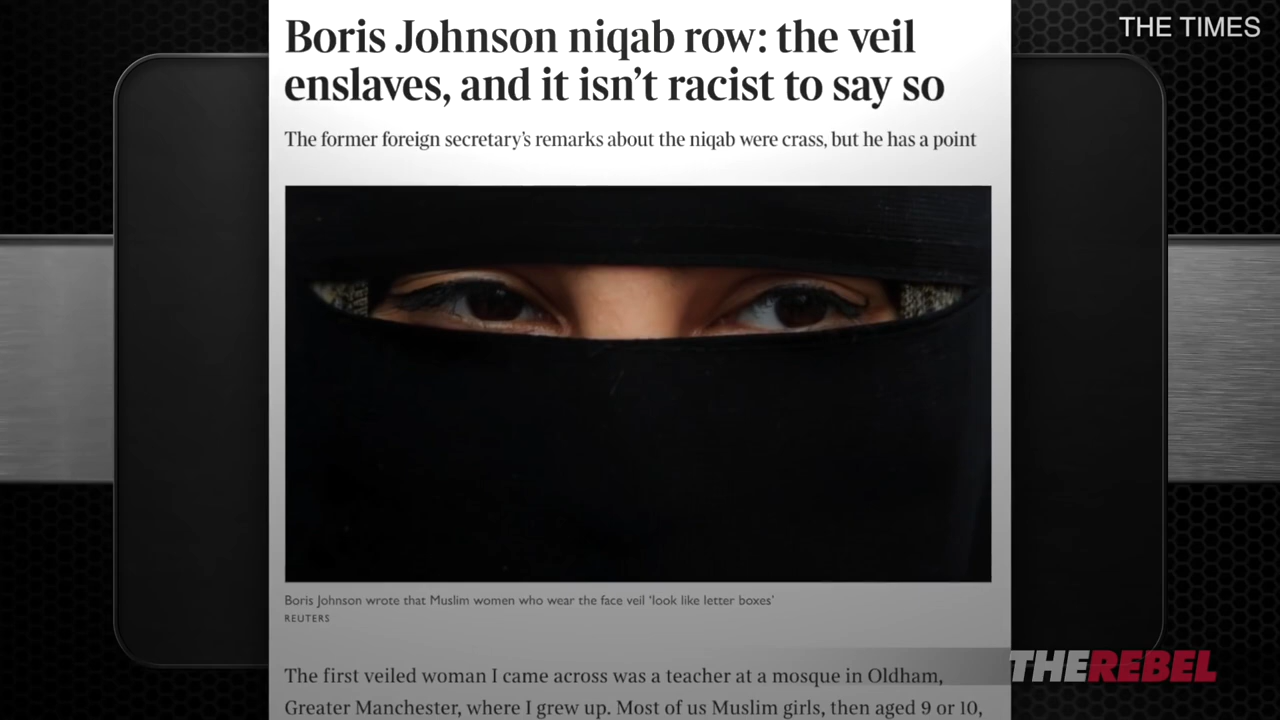 THE TIMES
Boris Johnson niqab row: the veil
enslaves, and it isn't racist to say so
The former foreign secretary's remarks about the niqab were crass, but he has a point
Boris Johnson wrote that Muslim women who wear the face veil 'look like letter boxes'
REUTERS
The first veiled woman I came across was a teacher at a mosque in Oldham,
Greater Manchester, where I grew up. Most of us Muslim girls, then aged 9 or 10,
THE REBEL